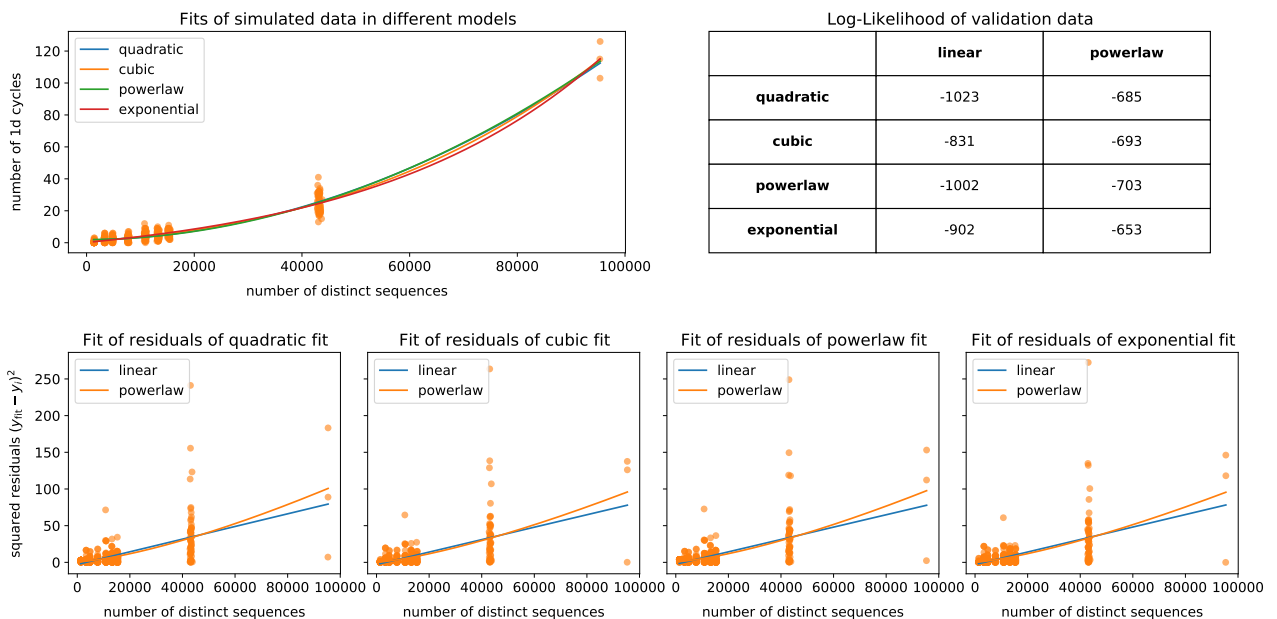 Fits of simulated data in different models
120
100
80
60
40
20
0
number of 1d cycles
quadratic
cubic
powerlaw
exponential
0 20000 40000 60000 80000 100000
number of distinct sequences
Log-Likelihood of validation data
linear powerlaw
quadratic -1023 -685
cubic -831 -693
powerlaw -1002 -703
exponential -902 -653
Fit of residuals of quadratic fit
linear
powerlaw
250
200
150
100
50
0
squared residuals (y_fit − y_i)²
0 20000 40000 60000 80000 100000
number of distinct sequences
Fit of residuals of cubic fit
linear
powerlaw
0 20000 40000 60000 80000 100000
number of distinct sequences
Fit of residuals of powerlaw fit
linear
powerlaw
0 20000 40000 60000 80000 100000
number of distinct sequences
Fit of residuals of exponential fit
linear
powerlaw
0 20000 40000 60000 80000 100000
number of distinct sequences